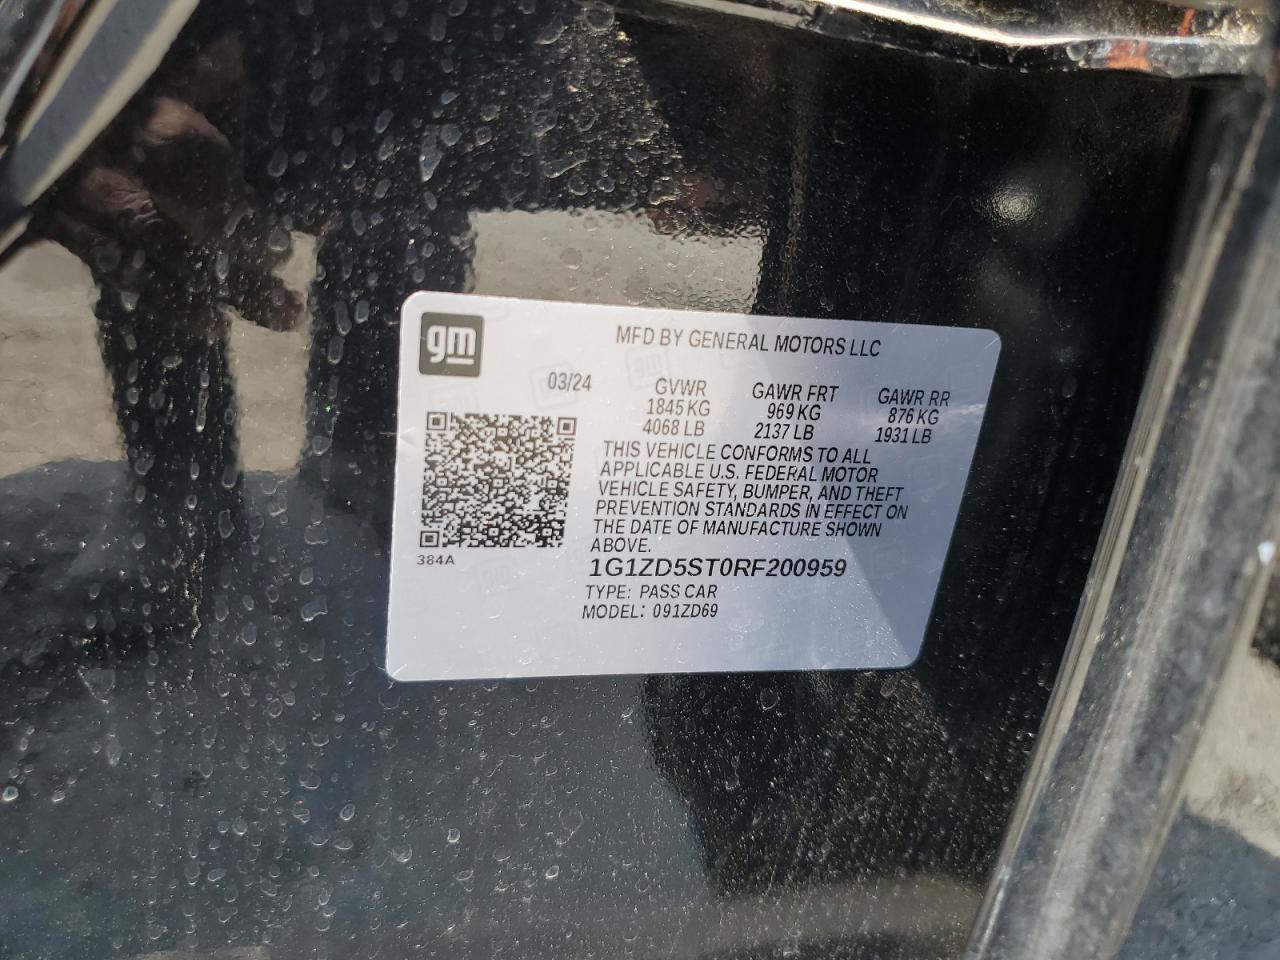 gm
MFD BY GENERAL MOTORS LLC
03/24
GVWR
1845 KG
4068 LB
GAWR FRT
969 KG
2137 LB
GAWR RR
876 KG
1931 LB
THIS VEHICLE CONFORMS TO ALL
APPLICABLE U.S. FEDERAL MOTOR
VEHICLE SAFETY, BUMPER, AND THEFT
PREVENTION STANDARDS IN EFFECT ON
THE DATE OF MANUFACTURE SHOWN
ABOVE.
384A
1G1ZD5ST0RF200959
TYPE: PASS CAR
MODEL: 091ZD69